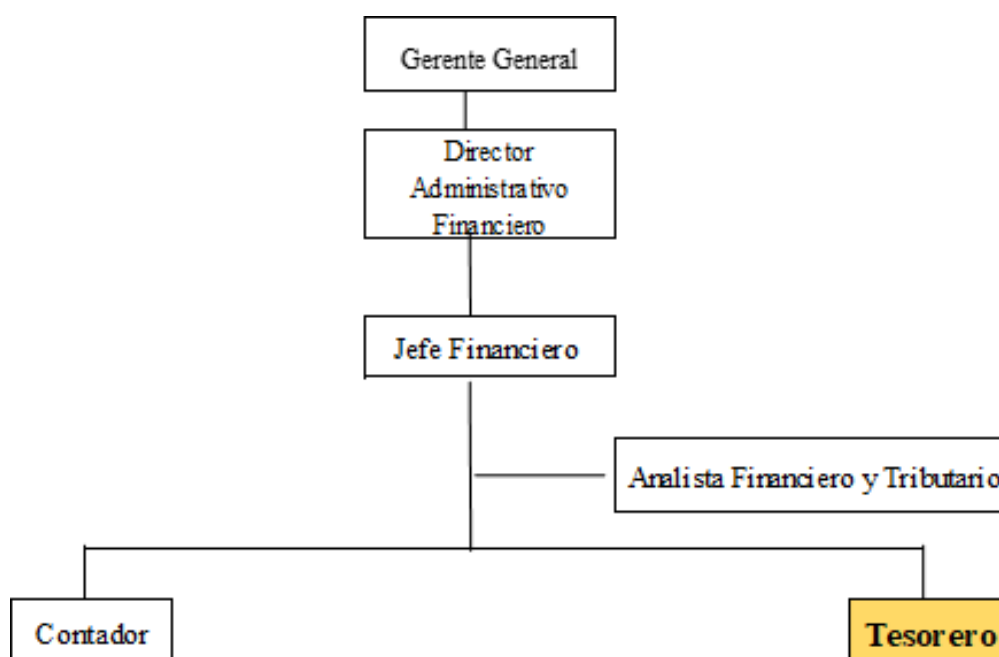 Gerente General
Director
Administrativo
Financiero
Jefe Financiero
Analista Financiero y Tributario
Contador
Tesorero